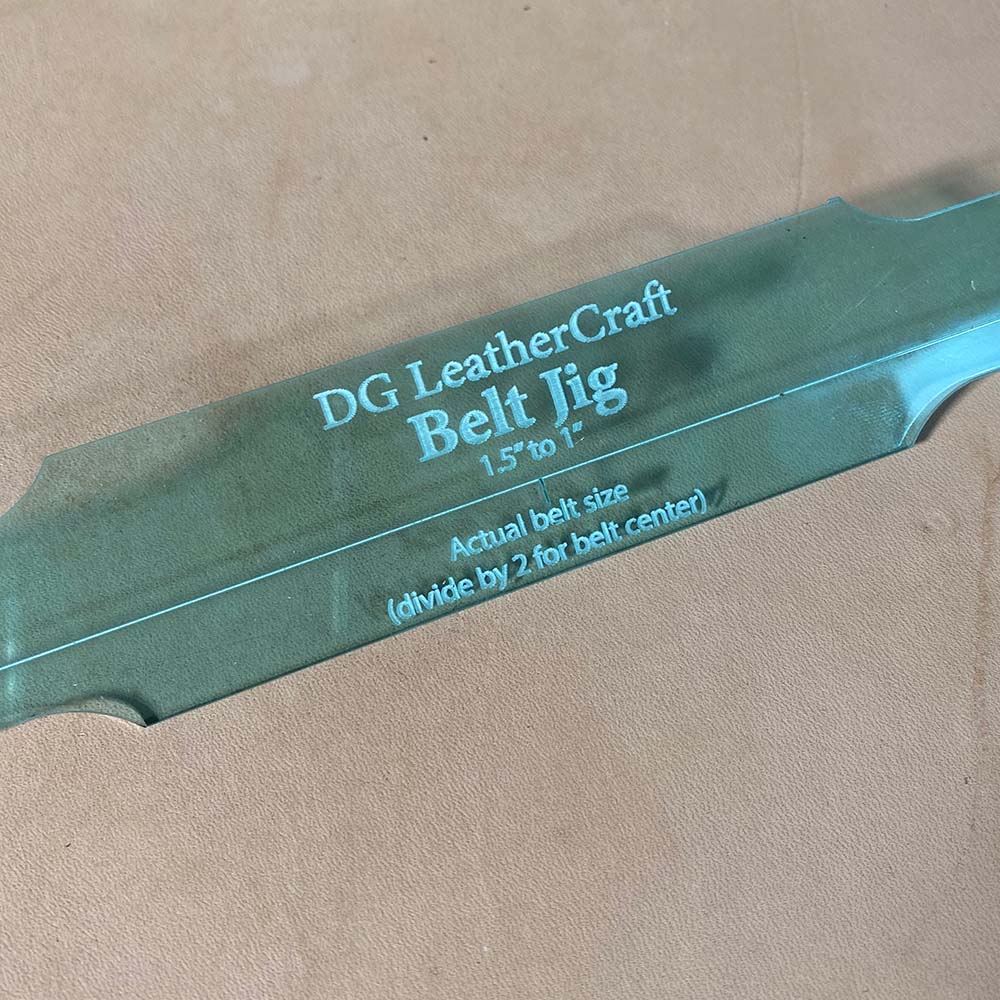 DG LeatherCraft
Belt Jig
1.5" to 1"
Actual belt size
(divide by 2 for belt center)